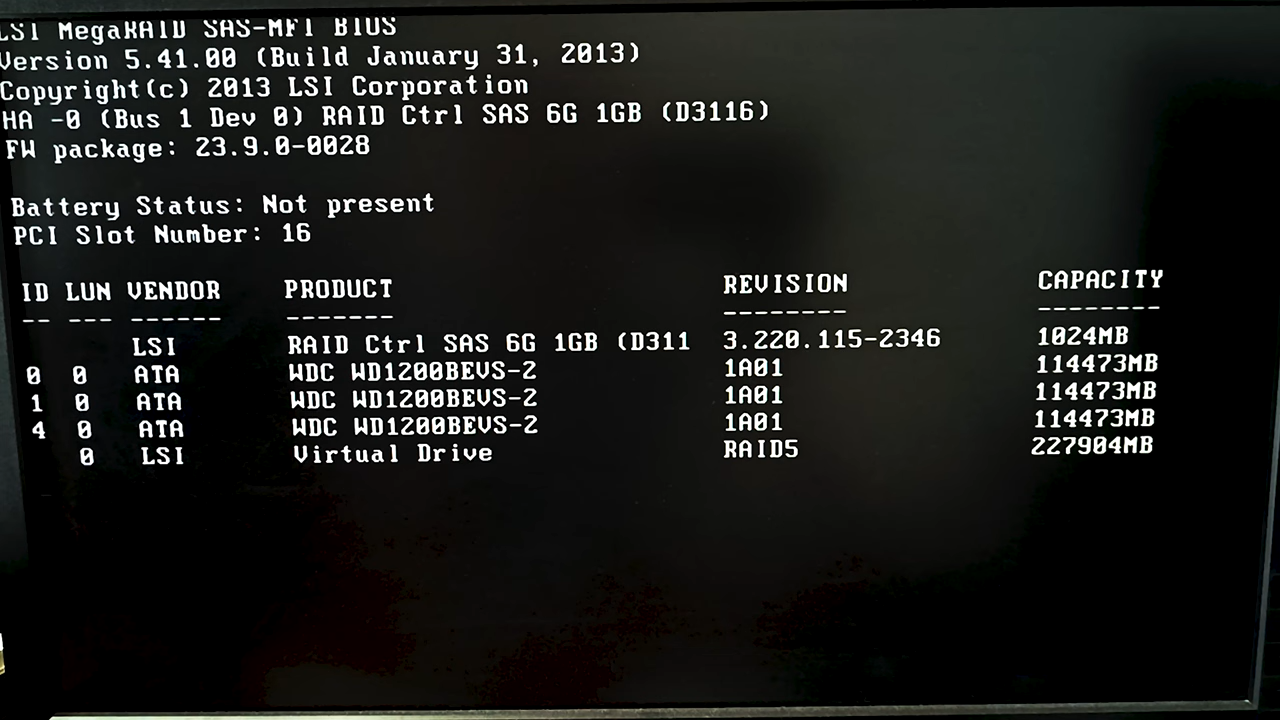 LSI MegaRAID SAS-MFI BIOS
Version 5.41.00 (Build January 31, 2013)
Copyright(c) 2013 LSI Corporation
HA -0 (Bus 1 Dev 0) RAID Ctrl SAS 6G 1GB (D3116)
FW package: 23.9.0-0028
Battery Status: Not present
PCI Slot Number: 16
ID LUN VENDOR PRODUCT REVISION CAPACITY
-- --- ------ ------- -------- --------
LSI RAID Ctrl SAS 6G 1GB (D311 3.220.115-2346 1024MB
0 0 ATA WDC WD1200BEVS-2 1A01 114473MB
1 0 ATA WDC WD1200BEVS-2 1A01 114473MB
4 0 ATA WDC WD1200BEVS-2 1A01 114473MB
0 LSI Virtual Drive RAID5 227904MB